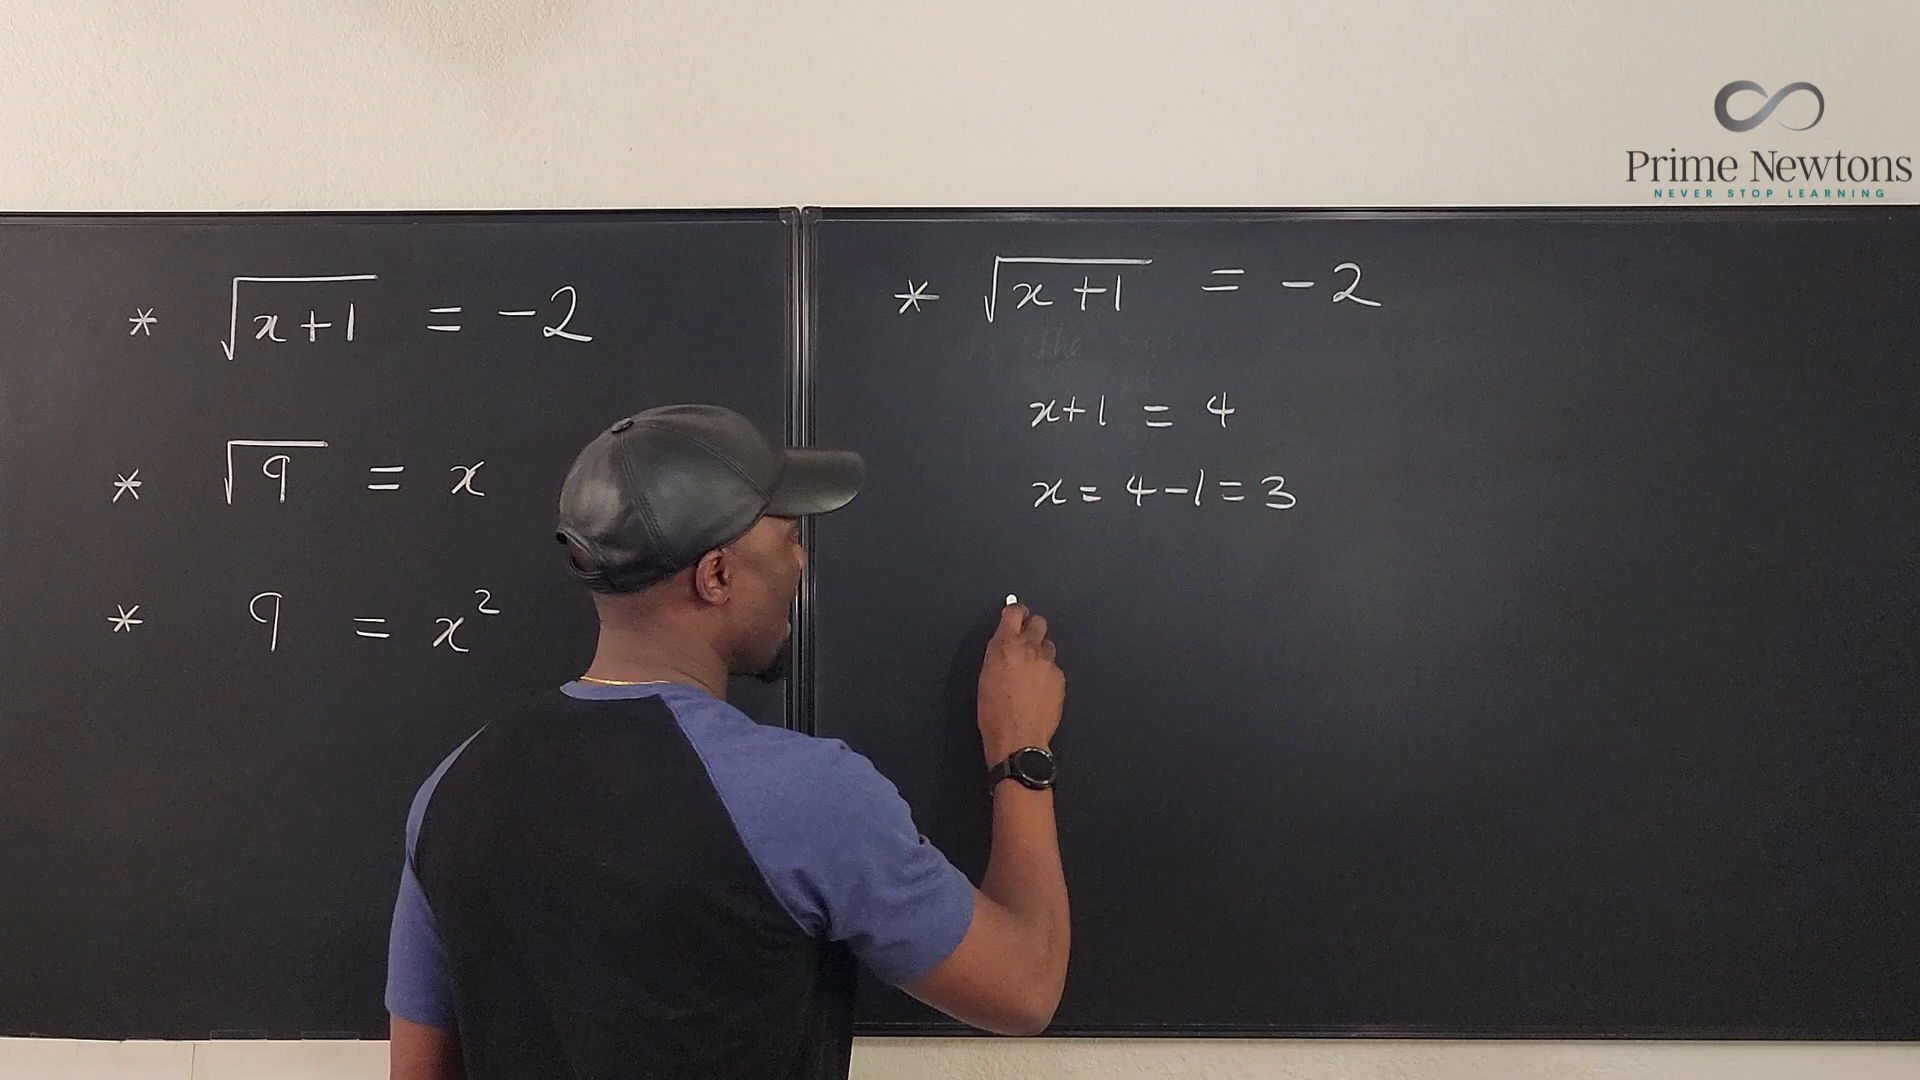 Prime Newtons
NEVER STOP LEARNING
* √(x+1) = -2
* √9 = x
* 9 = x²
* √(x+1) = -2
x+1 = 4
x = 4-1 = 3